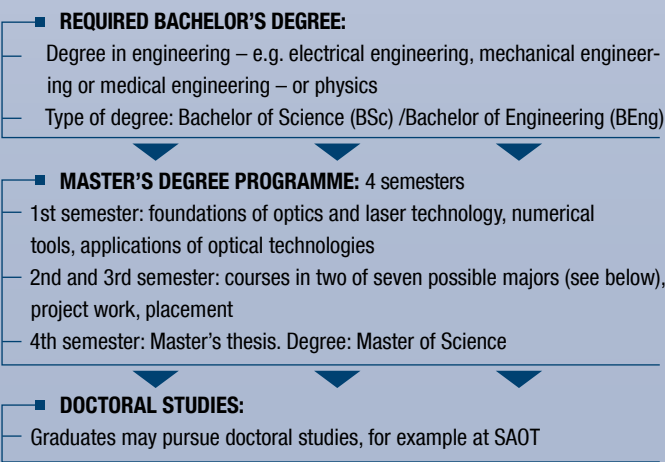 REQUIRED BACHELOR'S DEGREE:
Degree in engineering – e.g. electrical engineering, mechanical engineer-
ing or medical engineering – or physics
Type of degree: Bachelor of Science (BSc) /Bachelor of Engineering (BEng)
MASTER'S DEGREE PROGRAMME: 4 semesters
1st semester: foundations of optics and laser technology, numerical
tools, applications of optical technologies
2nd and 3rd semester: courses in two of seven possible majors (see below),
project work, placement
4th semester: Master's thesis. Degree: Master of Science
DOCTORAL STUDIES:
Graduates may pursue doctoral studies, for example at SAOT